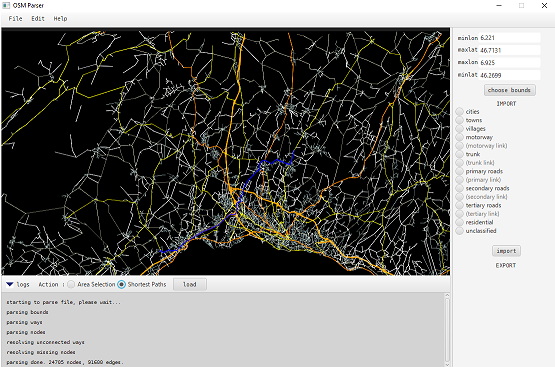 OSM Parser
File Edit Help
minlon 6.221
maxlat 46.7131
maxlon 6.925
minlat 46.2699
choose bounds
IMPORT
cities
towns
villages
motorway
(motorway link)
trunk
(trunk link)
primary roads
(primary link)
secondary roads
(secondary link)
tertiary roads
(tertiary link)
residential
unclassified
import
EXPORT
logs Action : Area Selection Shortest Paths load
starting to parse file, please wait...
parsing bounds
parsing ways
parsing nodes
resolving unconnected ways
resolving missing nodes
parsing done. 24785 nodes, 91608 edges.